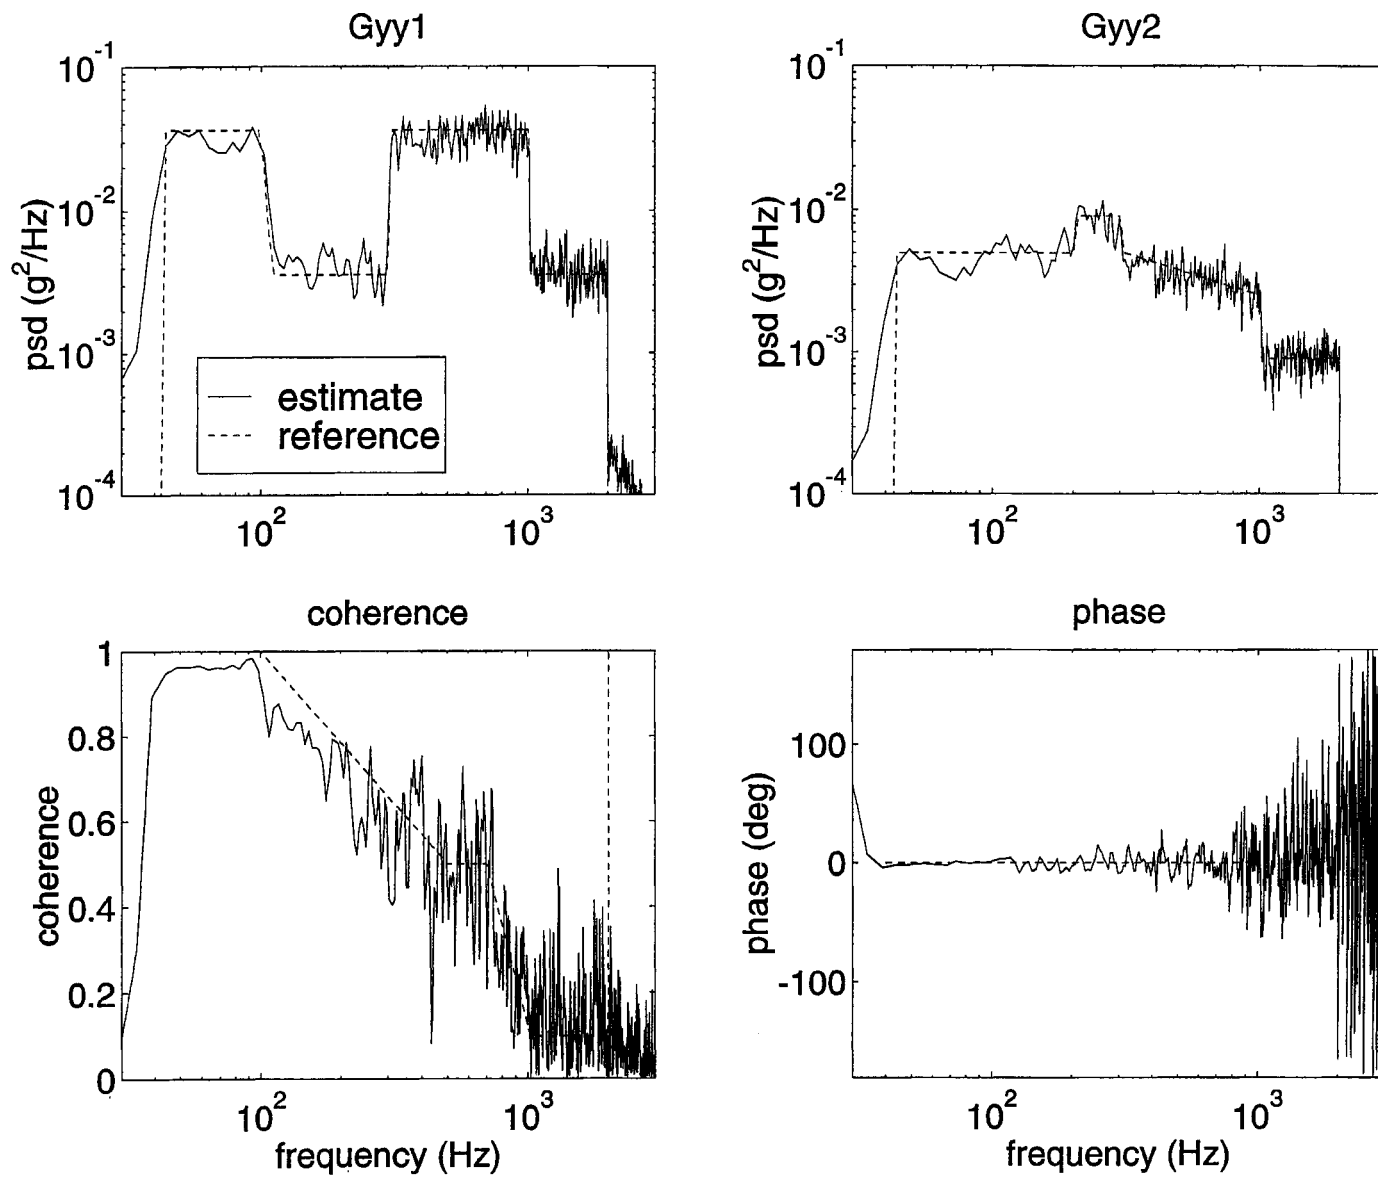 Gyy1
10^-1
10^-2
10^-3
10^-4
psd (g^2/Hz)
estimate
reference
10^2
10^3
Gyy2
10^-1
10^-2
10^-3
10^-4
psd (g^2/Hz)
10^2
10^3
coherence
1
0.8
0.6
0.4
0.2
0
coherence
10^2
10^3
frequency (Hz)
phase
100
0
-100
phase (deg)
10^2
10^3
frequency (Hz)